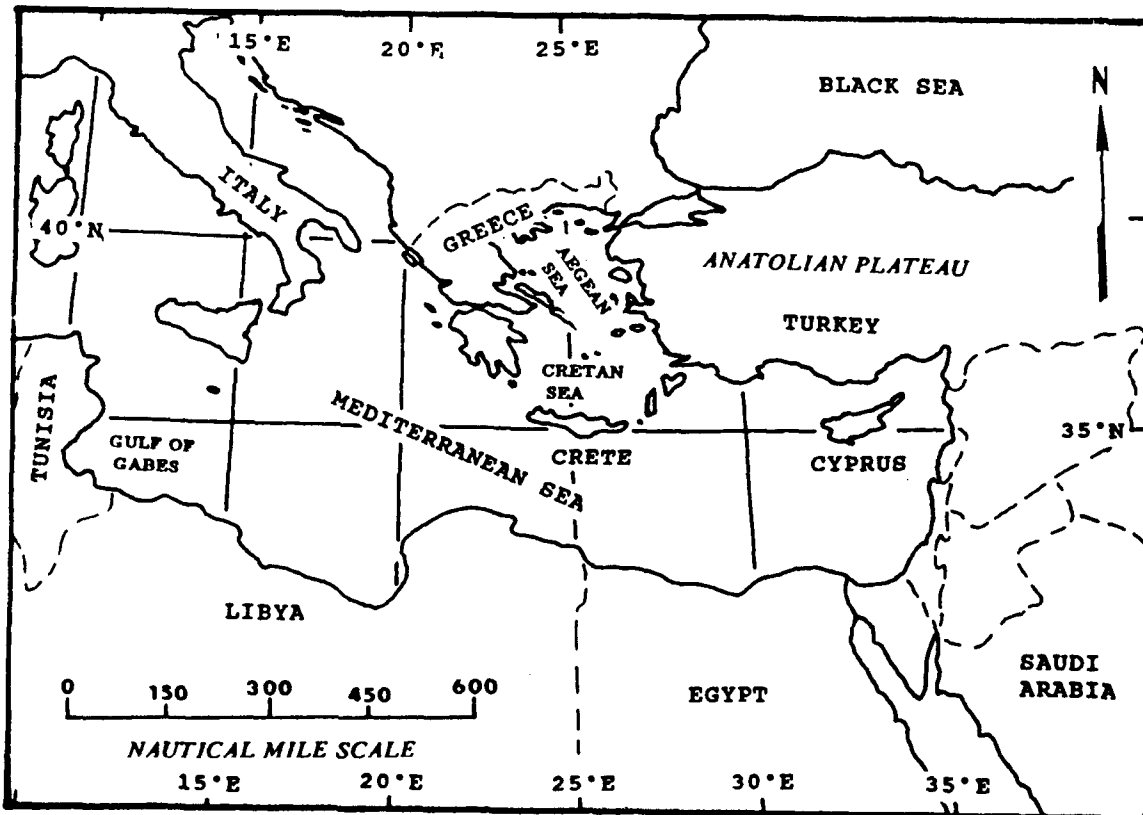 15°E
20°E
25°E
BLACK SEA
N
ITALY
GREECE
40°N
AEGEAN
SEA
ANATOLIAN PLATEAU
TURKEY
CRETAN
SEA
TUNISIA
MEDITERRANEAN SEA
35°N
GULF OF
GABES
CRETE
CYPRUS
LIBYA
EGYPT
SAUDI
ARABIA
0 150 300 450 600
NAUTICAL MILE SCALE
15°E
20°E
25°E
30°E
35°E